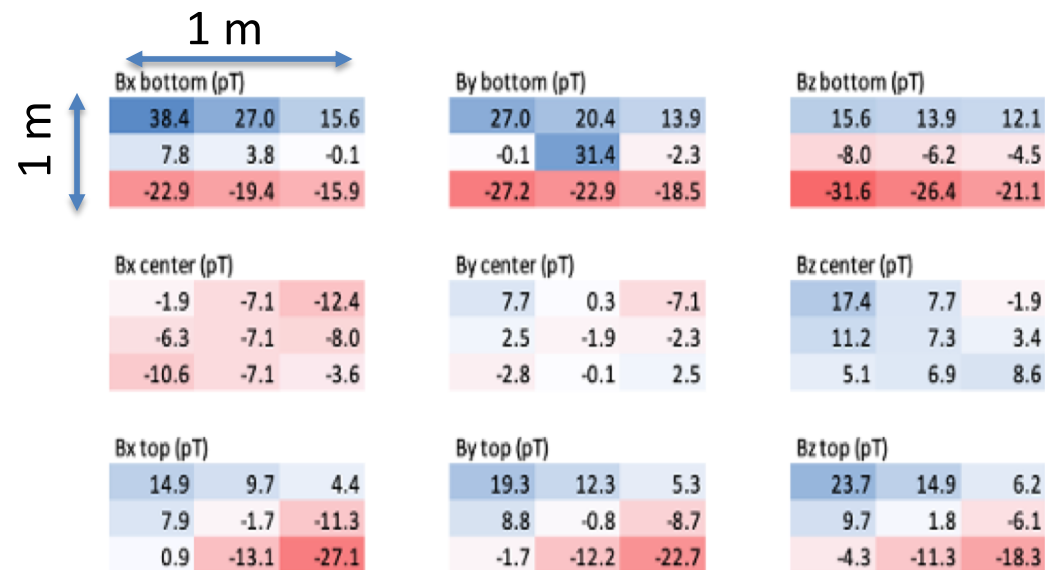 1 m
1 m
Bx bottom (pT) By bottom (pT) Bz bottom (pT)
38.4 27.0 15.6 27.0 20.4 13.9 15.6 13.9 12.1
7.8 3.8 -0.1 -0.1 31.4 -2.3 -8.0 -6.2 -4.5
-22.9 -19.4 -15.9 -27.2 -22.9 -18.5 -31.6 -26.4 -21.1
Bx center (pT) By center (pT) Bz center (pT)
-1.9 -7.1 -12.4 7.7 0.3 -7.1 17.4 7.7 -1.9
-6.3 -7.1 -8.0 2.5 -1.9 -2.3 11.2 7.3 3.4
-10.6 -7.1 -3.6 -2.8 -0.1 2.5 5.1 6.9 8.6
Bx top (pT) By top (pT) Bz top (pT)
14.9 9.7 4.4 19.3 12.3 5.3 23.7 14.9 6.2
7.9 -1.7 -11.3 8.8 -0.8 -8.7 9.7 1.8 -6.1
0.9 -13.1 -27.1 -1.7 -12.2 -22.7 -4.3 -11.3 -18.3